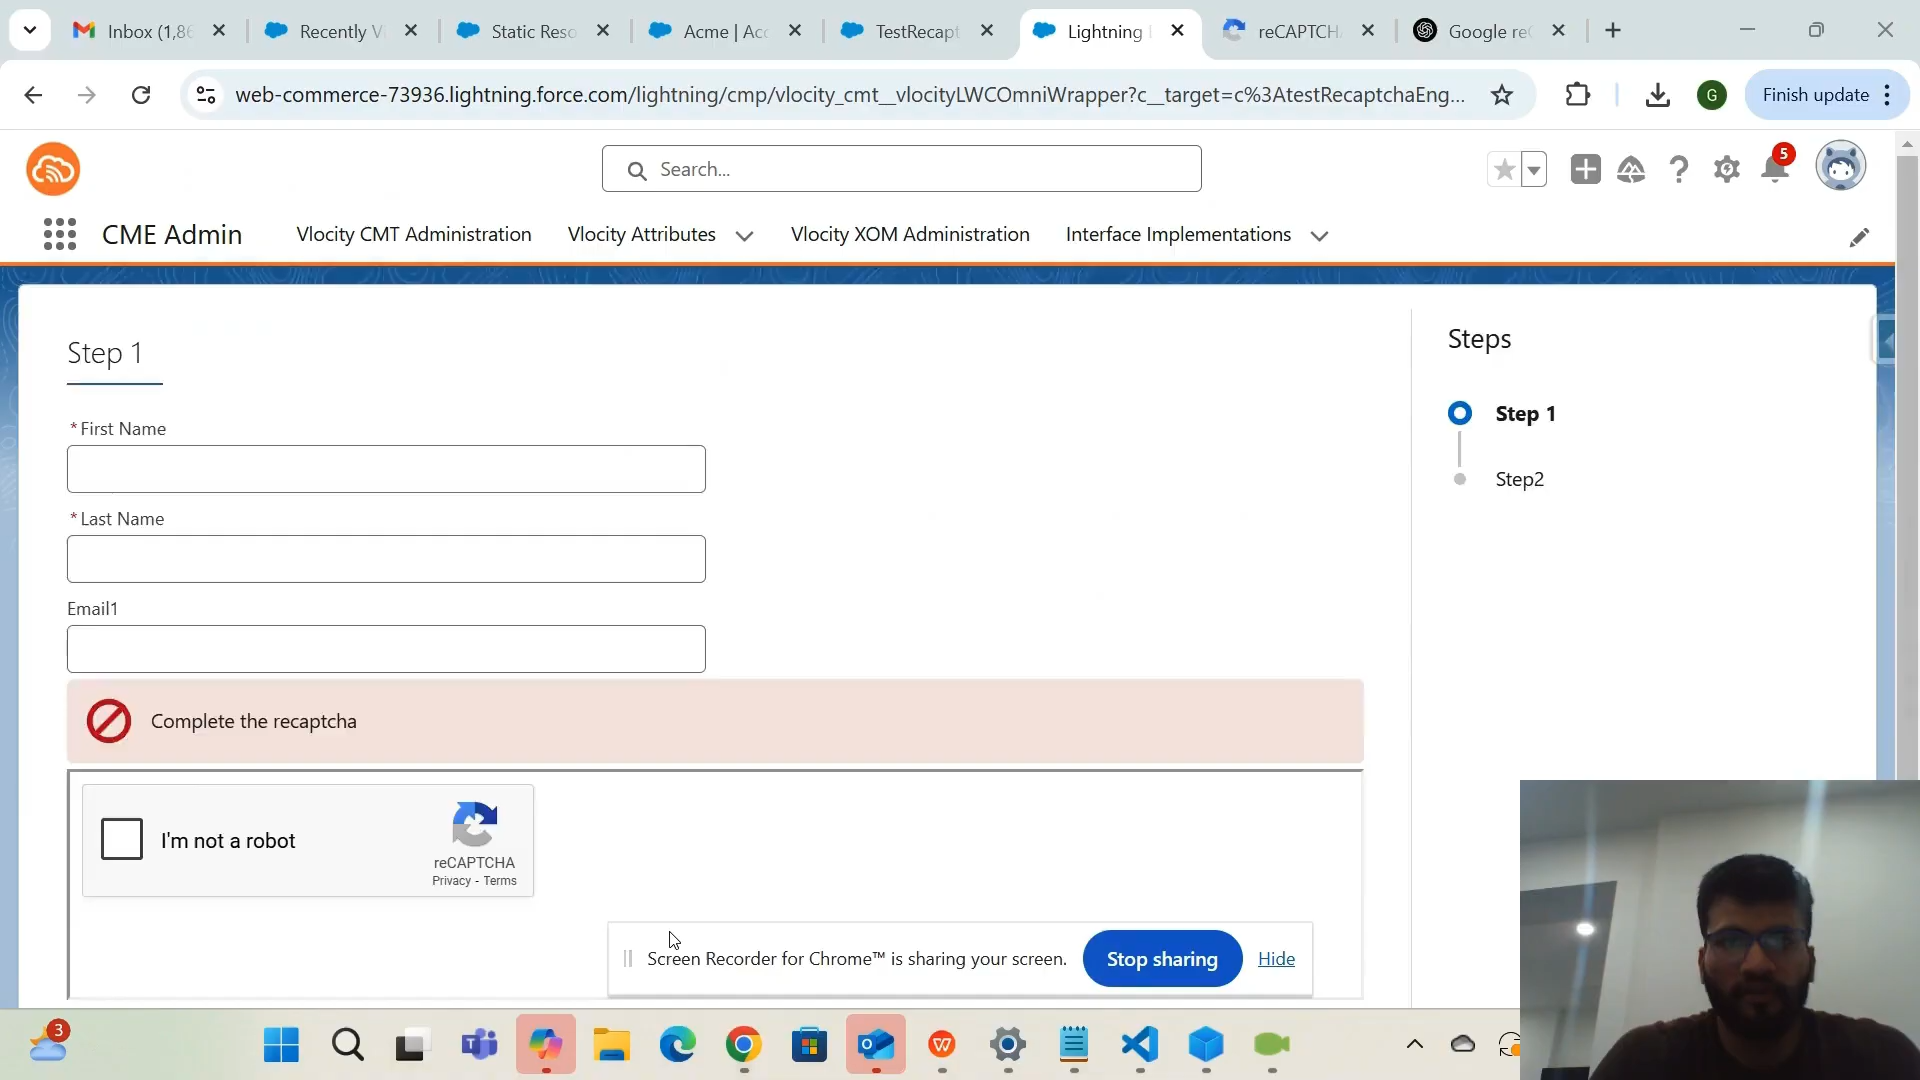 Inbox (1,86
Recently Vi
Static Reso
Acme | Acc
TestRecapt
Lightning
reCAPTCH
Google re
web-commerce-73936.lightning.force.com/lightning/cmp/vlocity_cmt__vlocityLWCOmniWrapper?c__target=c%3AtestRecaptchaEng...
G
Finish update
Search...
5
CME Admin
Vlocity CMT Administration
Vlocity Attributes
Vlocity XOM Administration
Interface Implementations
Step 1
*First Name
*Last Name
Email1
Complete the recaptcha
I'm not a robot
reCAPTCHA
Privacy - Terms
Steps
Step 1
Step2
Screen Recorder for Chrome™ is sharing your screen.
Stop sharing
Hide
3